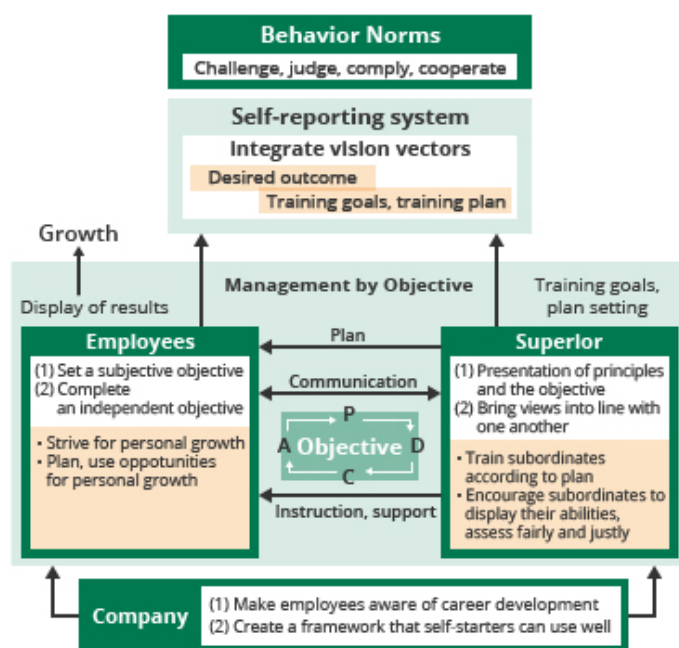 Behavior Norms
Challenge, judge, comply, cooperate
Self-reporting system
Integrate vision vectors
Desired outcome
Training goals, training plan
Growth
Display of results
Management by Objective
Training goals,
plan setting
Employees
(1) Set a subjective objective
(2) Complete
an independent objective
• Strive for personal growth
• Plan, use oppotunities
for personal growth
Plan
Communication
P
A Objective D
C
Instruction, support
Superior
(1) Presentation of principles
and the objective
(2) Bring views into line with
one another
• Train subordinates
according to plan
• Encourage subordinates to
display their abilities,
assess fairly and justly
Company
(1) Make employees aware of career development
(2) Create a framework that self-starters can use well